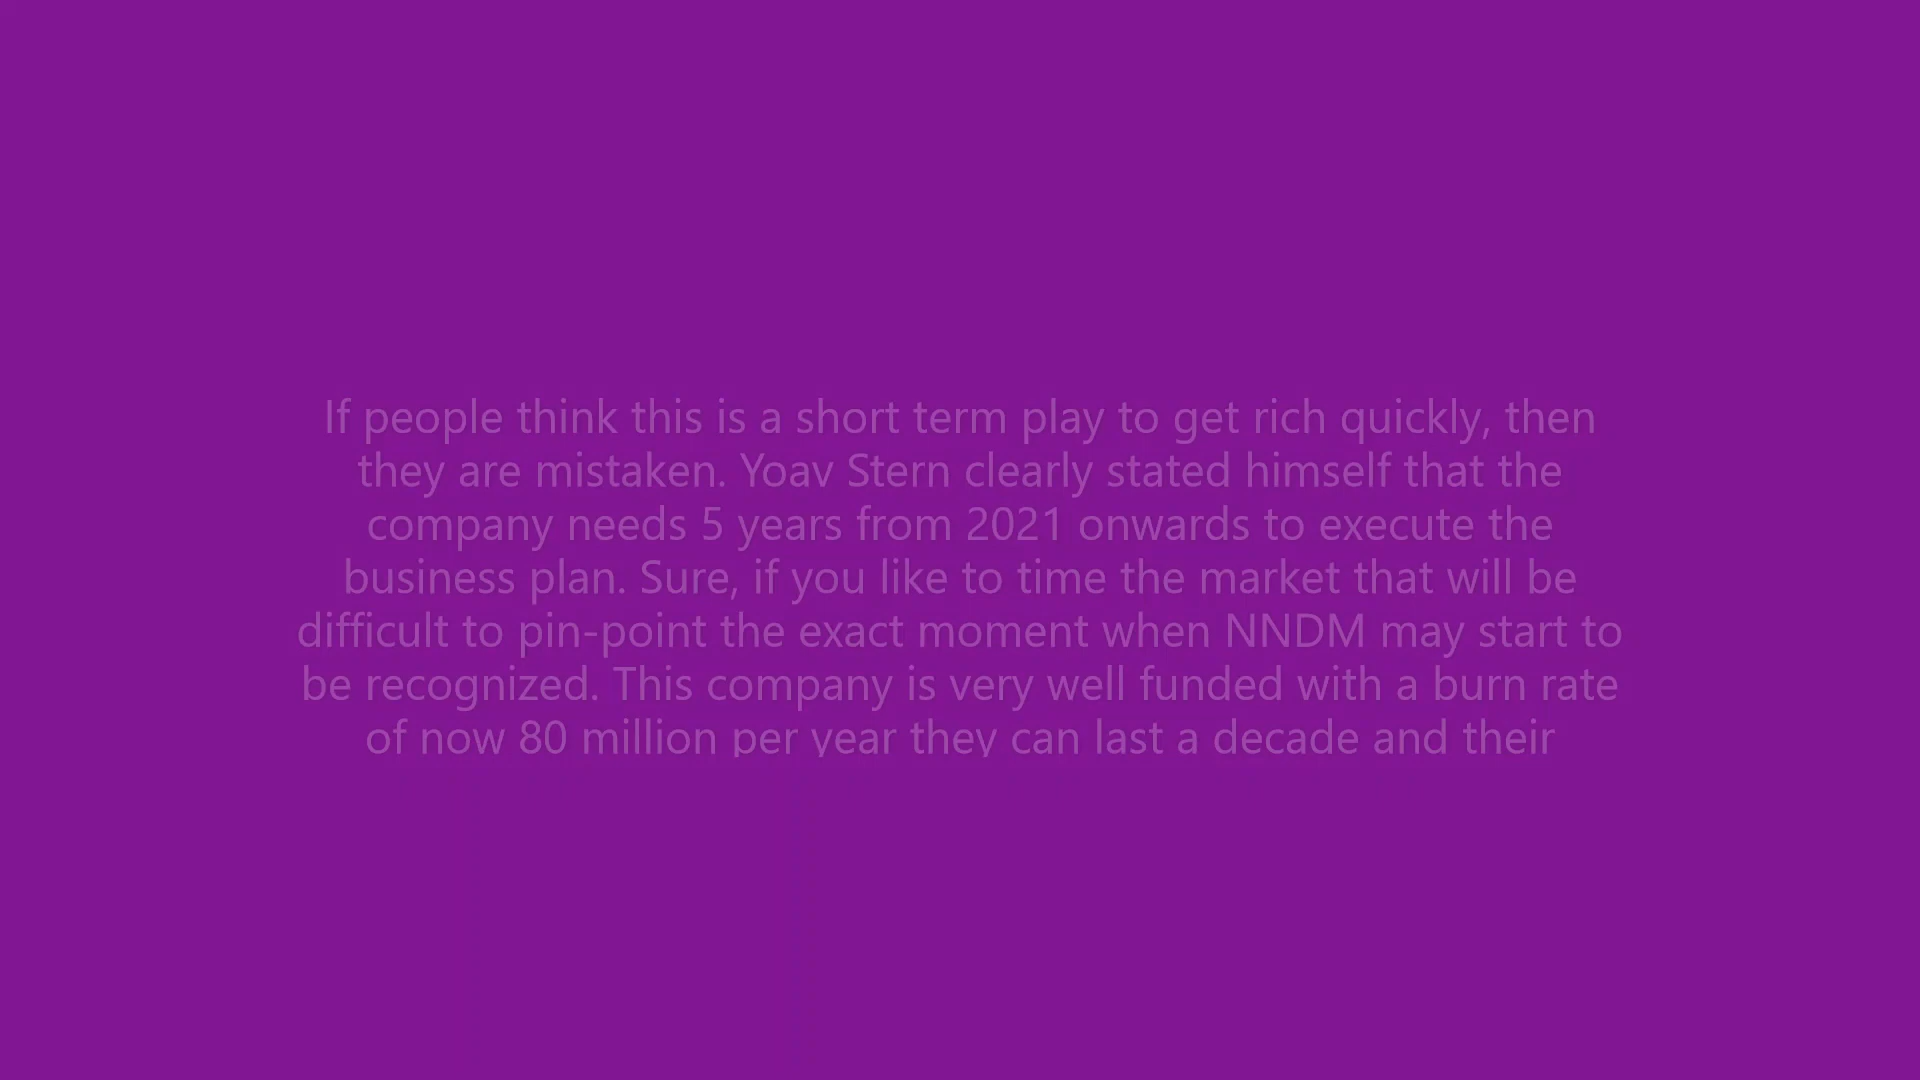 If people think this is a short term play to get rich quickly, then
they are mistaken. Yoav Stern clearly stated himself that the
company needs 5 years from 2021 onwards to execute the
business plan. Sure, if you like to time the market that will be
difficult to pin-point the exact moment when NNDM may start to
be recognized. This company is very well funded with a burn rate
of now 80 million per year they can last a decade and their